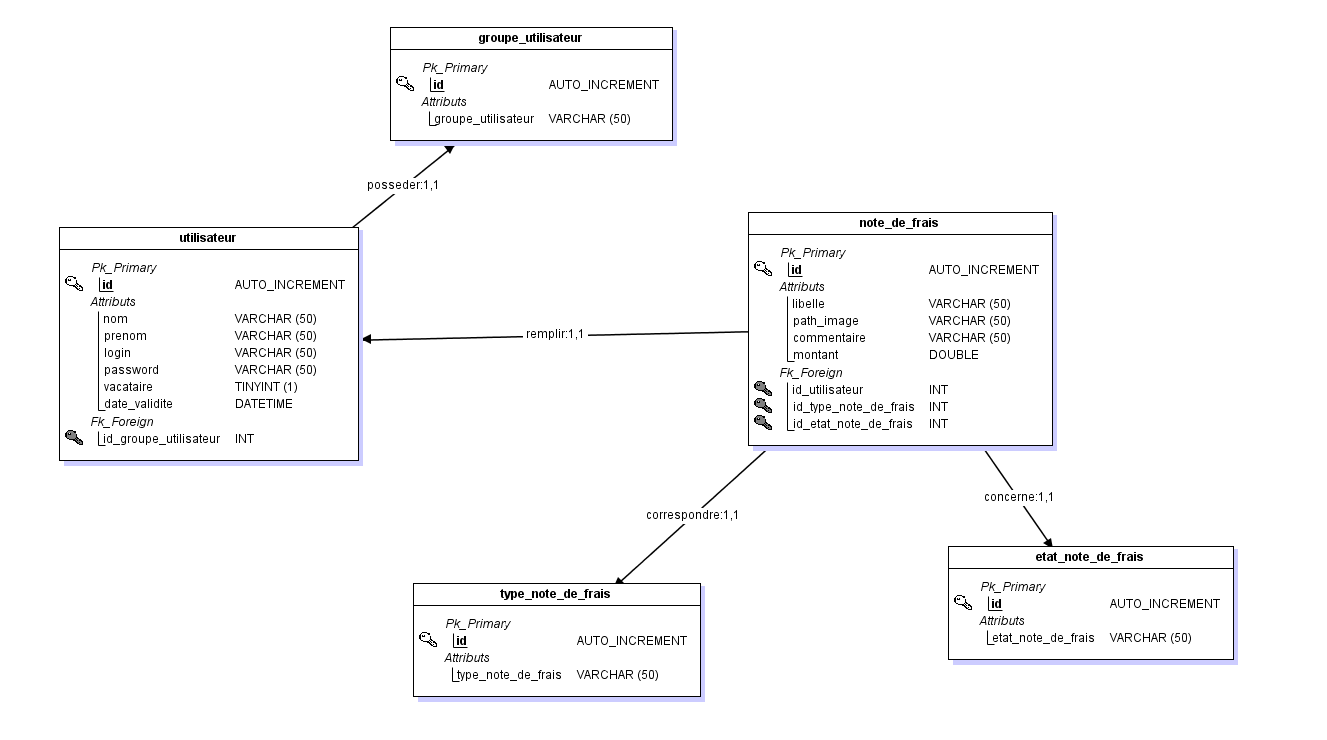 groupe_utilisateur
Pk_Primary
id AUTO_INCREMENT
Attributs
groupe_utilisateur VARCHAR (50)
posseder:1,1
utilisateur
Pk_Primary
id AUTO_INCREMENT
Attributs
nom VARCHAR (50)
prenom VARCHAR (50)
login VARCHAR (50)
password VARCHAR (50)
vacataire TINYINT (1)
date_validite DATETIME
Fk_Foreign
id_groupe_utilisateur INT
remplir:1,1
note_de_frais
Pk_Primary
id AUTO_INCREMENT
Attributs
libelle VARCHAR (50)
path_image VARCHAR (50)
commentaire VARCHAR (50)
montant DOUBLE
Fk_Foreign
id_utilisateur INT
id_type_note_de_frais INT
id_etat_note_de_frais INT
correspondre:1,1
concerne:1,1
type_note_de_frais
Pk_Primary
id AUTO_INCREMENT
Attributs
type_note_de_frais VARCHAR (50)
etat_note_de_frais
Pk_Primary
id AUTO_INCREMENT
Attributs
etat_note_de_frais VARCHAR (50)